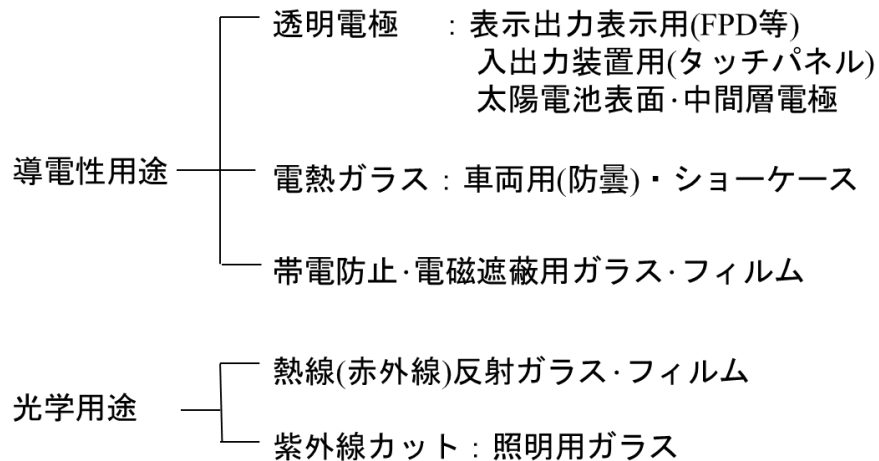 透明電極 ：表示出力表示用(FPD等)
入出力装置用(タッチパネル)
太陽電池表面·中間層電極
導電性用途
電熱ガラス：車両用(防曇)・ショーケース
帯電防止·電磁遮蔽用ガラス·フィルム
熱線(赤外線)反射ガラス·フィルム
光学用途
紫外線カット：照明用ガラス